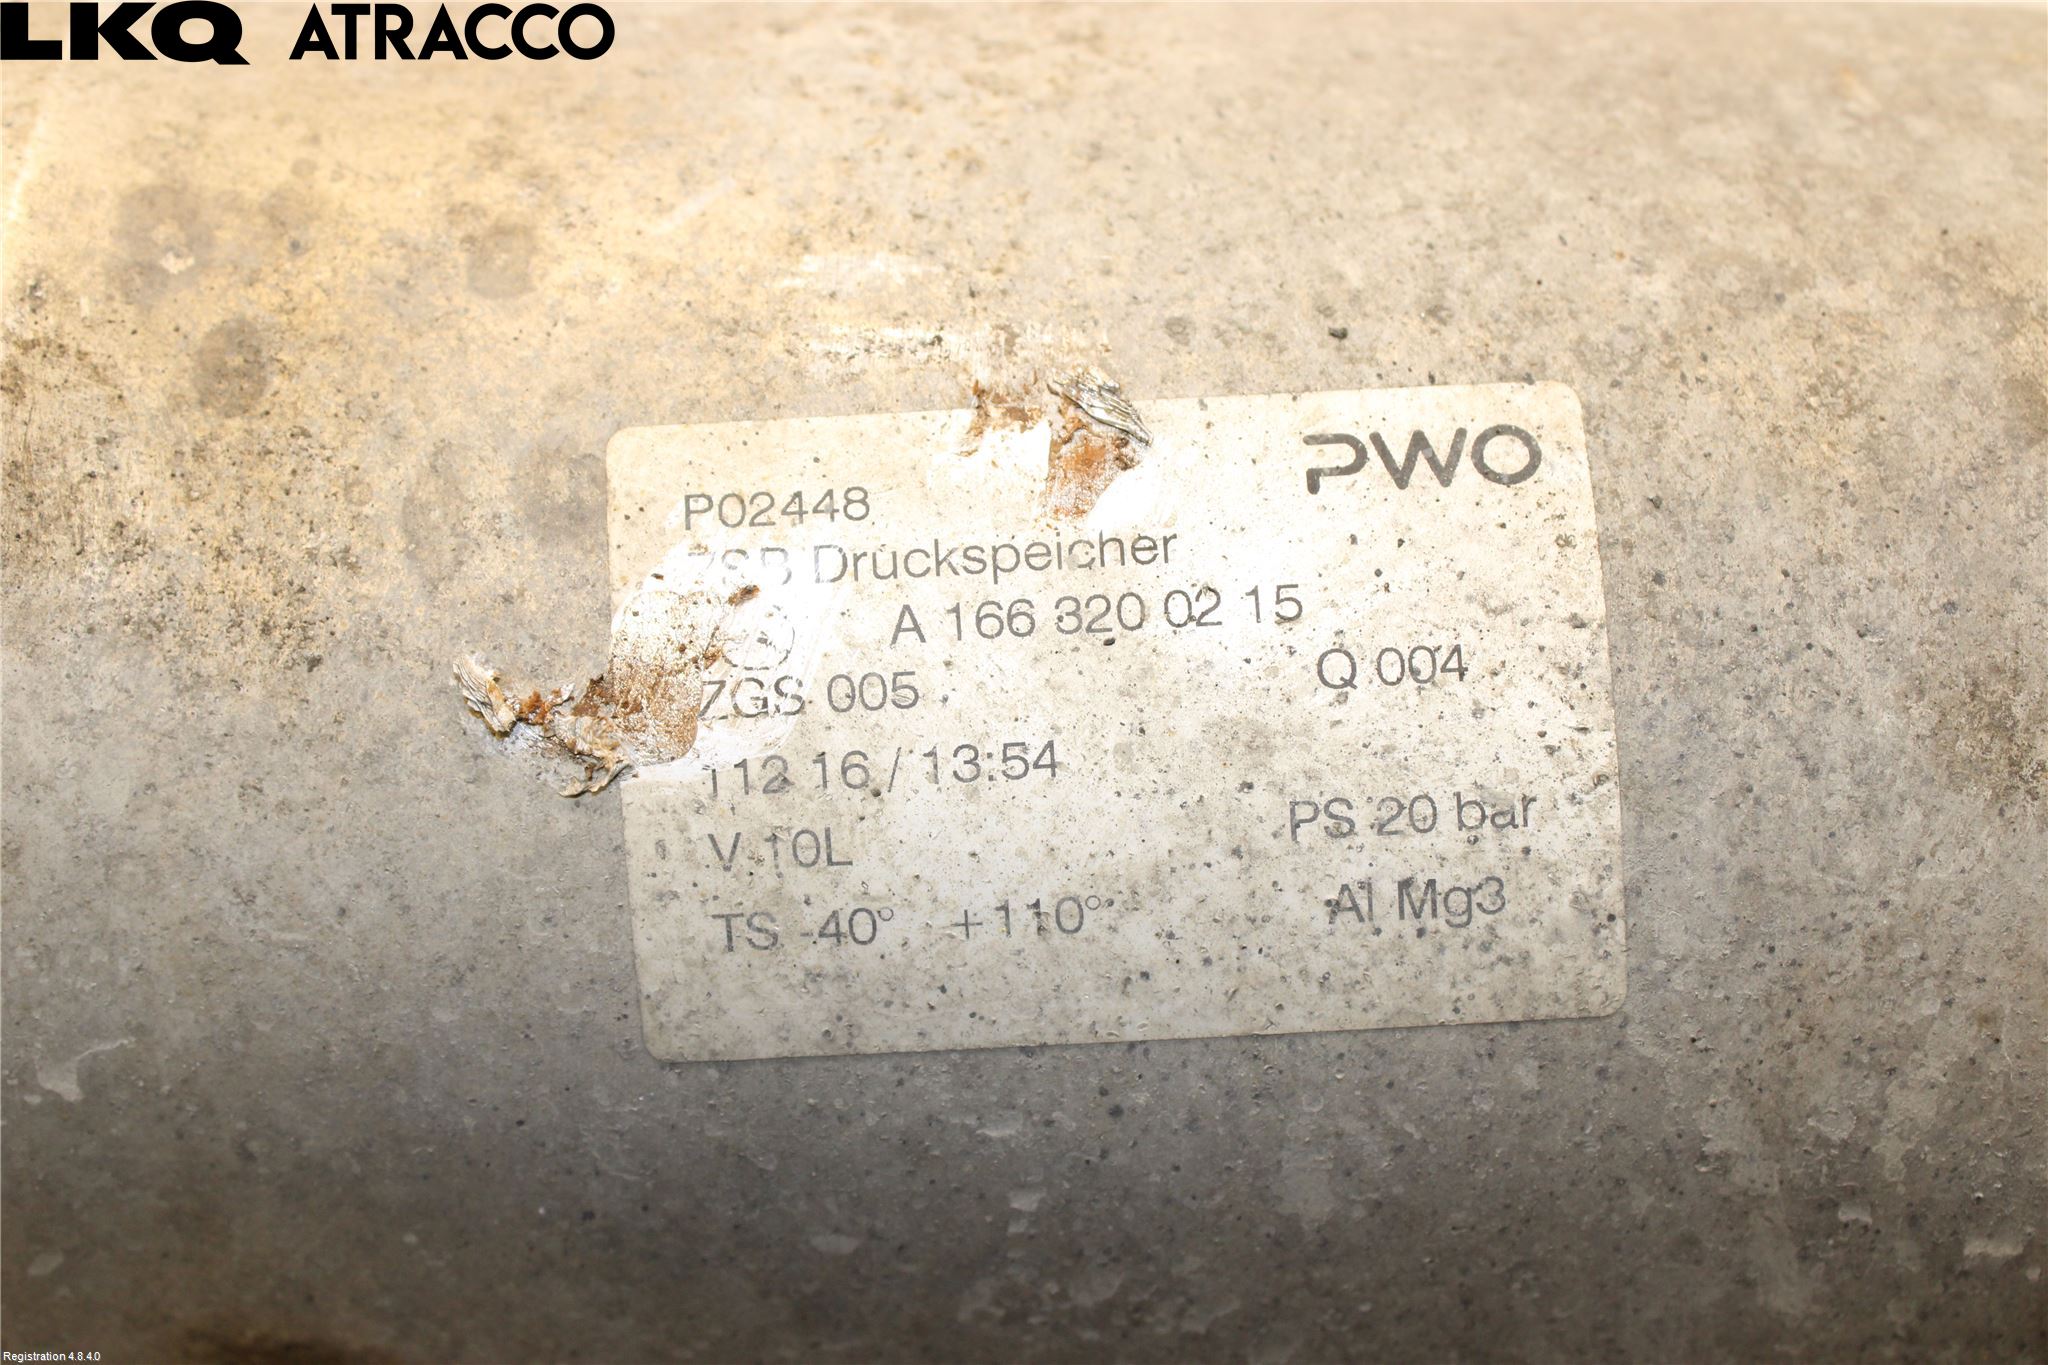 LKQ ATRACCO
PWO
P02448
ZSB Druckspeicher
A 166 320 02 15
ZGS 005 Q 004
112 16 / 13:54
V 10L PS 20 bar
TS -40° +110° Al Mg3
Registration 4.8.4.0